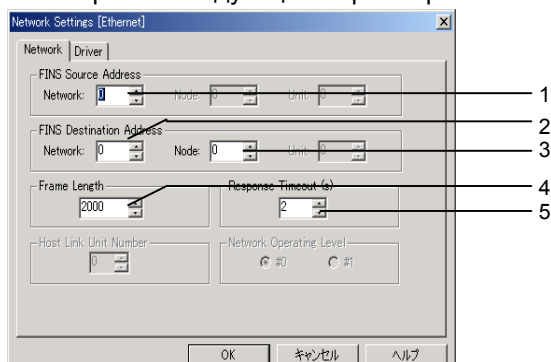 Network Settings [Ethernet]
Network Driver
FINS Source Address
Network: 0 Node: 0 Unit: 0
1
FINS Destination Address
2
Network: 0 Node: 0 Unit: 0
3
Frame Length Response Timeout (s)
4
2000 2
5
Host Link Unit Number Network Operating Level
0 #0 #1
OK キャンセル ヘルプ